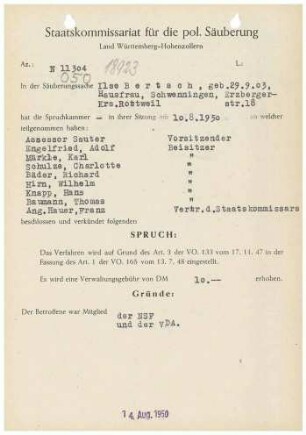 Staatskommissariat für die pol. Säuberung
Land Württemberg-Hohenzollern
Az.: N 11304 18923 L:
050
In der Säuberungssache Ilse Bertsch, geb.29.9.03,
Hausfrau, Schwenningen, Erzberger-
Krs.Rottweil str.18
hat die Spruchkammer — in ihrer Sitzung vom 10.8.1950 an welcher
teilgenommen haben:
Assessor Sauter Vorsitzender
Engelfried, Adolf Beisitzer
Märkle, Karl "
Schulze, Charlotte "
Bäder, Richard "
Hirn, Wilhelm "
Knapp, Hans "
Baumann, Thomas "
Ang.Hauer,Franz Vertr.d.Staatskommissars
beschlossen und verkündet folgenden
SPRUCH:
Das Verfahren wird auf Grund des Art. 3 der VO. 133 vom 17. 11. 47 in der
Fassung des Art. 1 der VO. 165 vom 13. 7. 48 eingestellt.
Es wird eine Verwaltungsgebühr von DM 10.— erhoben.
Gründe:
Der Betroffene war Mitglied der NSF
und der VDA.
14. Aug. 1950